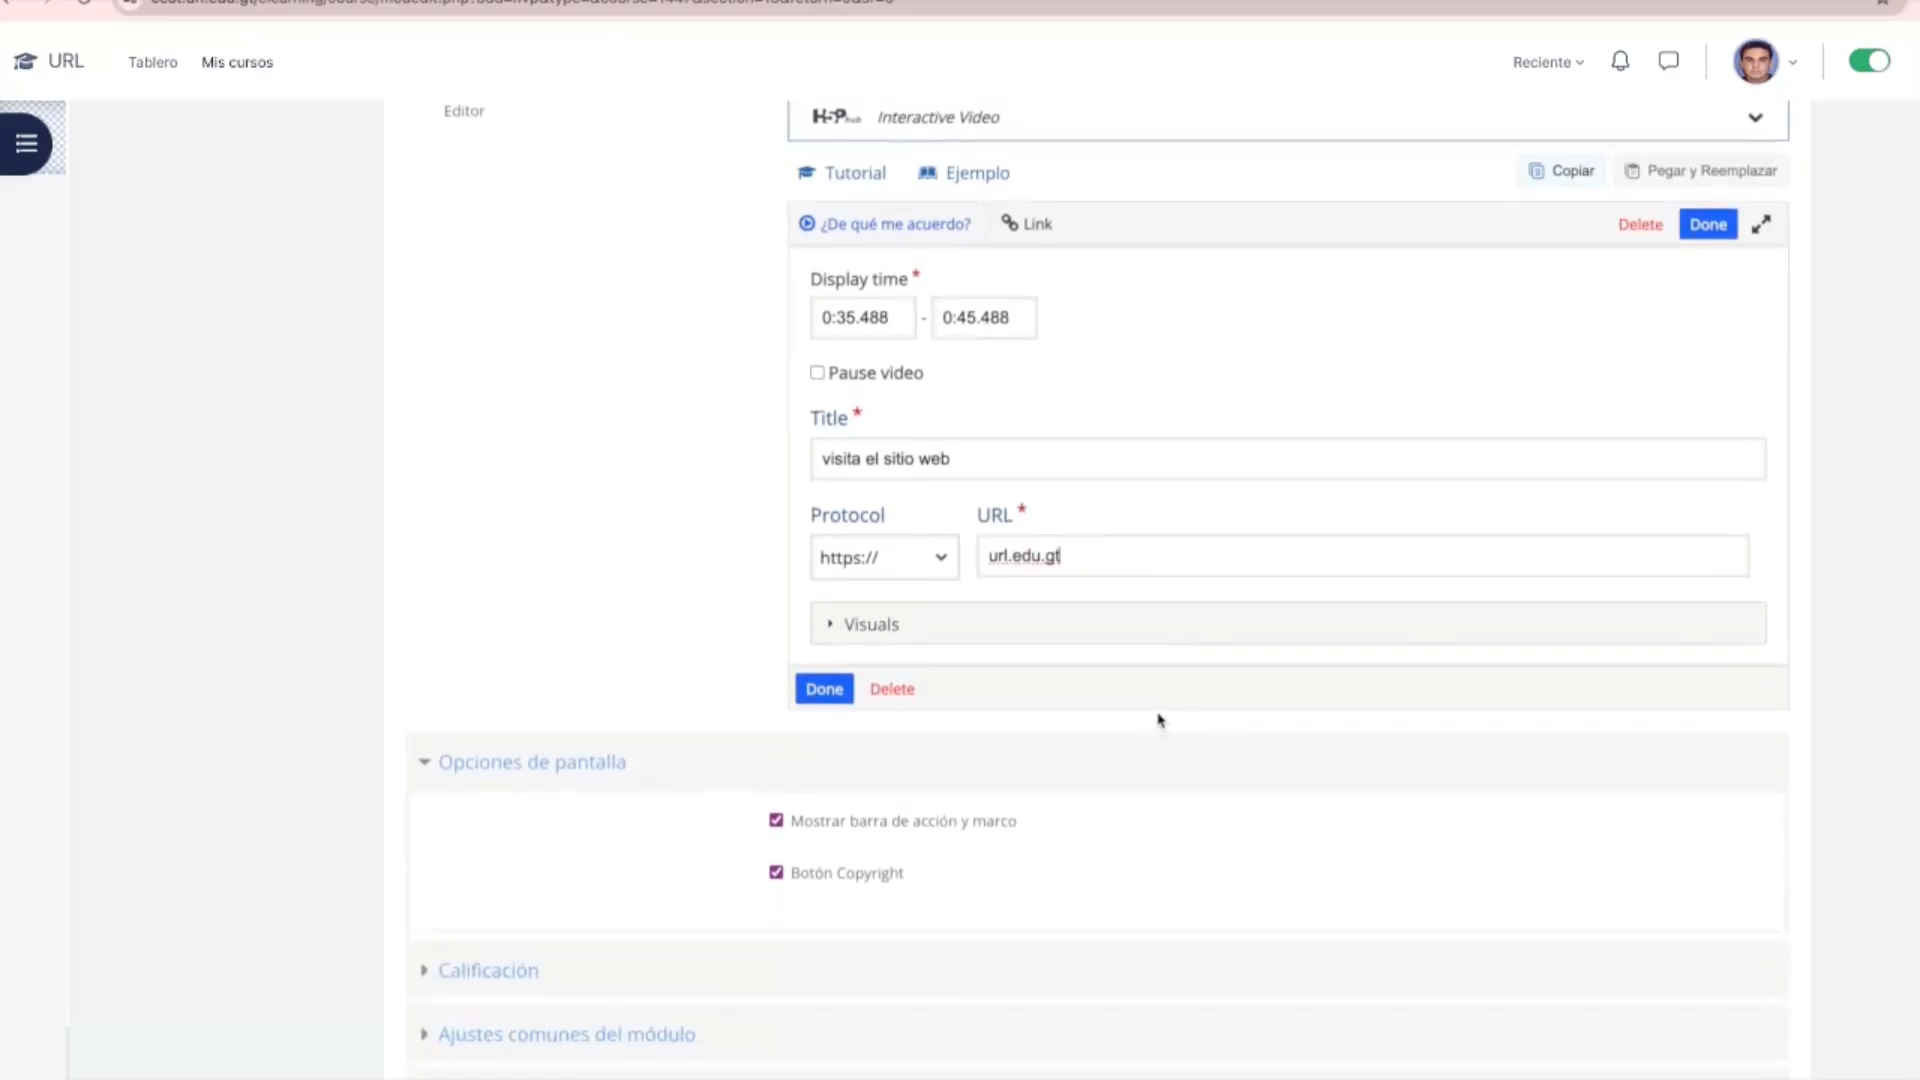 URL
Tablero
Mis cursos
Reciente
Editor
H5P hub Interactive Video
Tutorial
Ejemplo
Copiar
Pegar y Reemplazar
¿De qué me acuerdo?
Link
Delete
Done
Display time *
0:35.488 - 0:45.488
Pause video
Title *
visita el sitio web
Protocol
URL *
https://
url.edu.gt
Visuals
Done
Delete
Opciones de pantalla
Mostrar barra de acción y marco
Botón Copyright
Calificación
Ajustes comunes del módulo